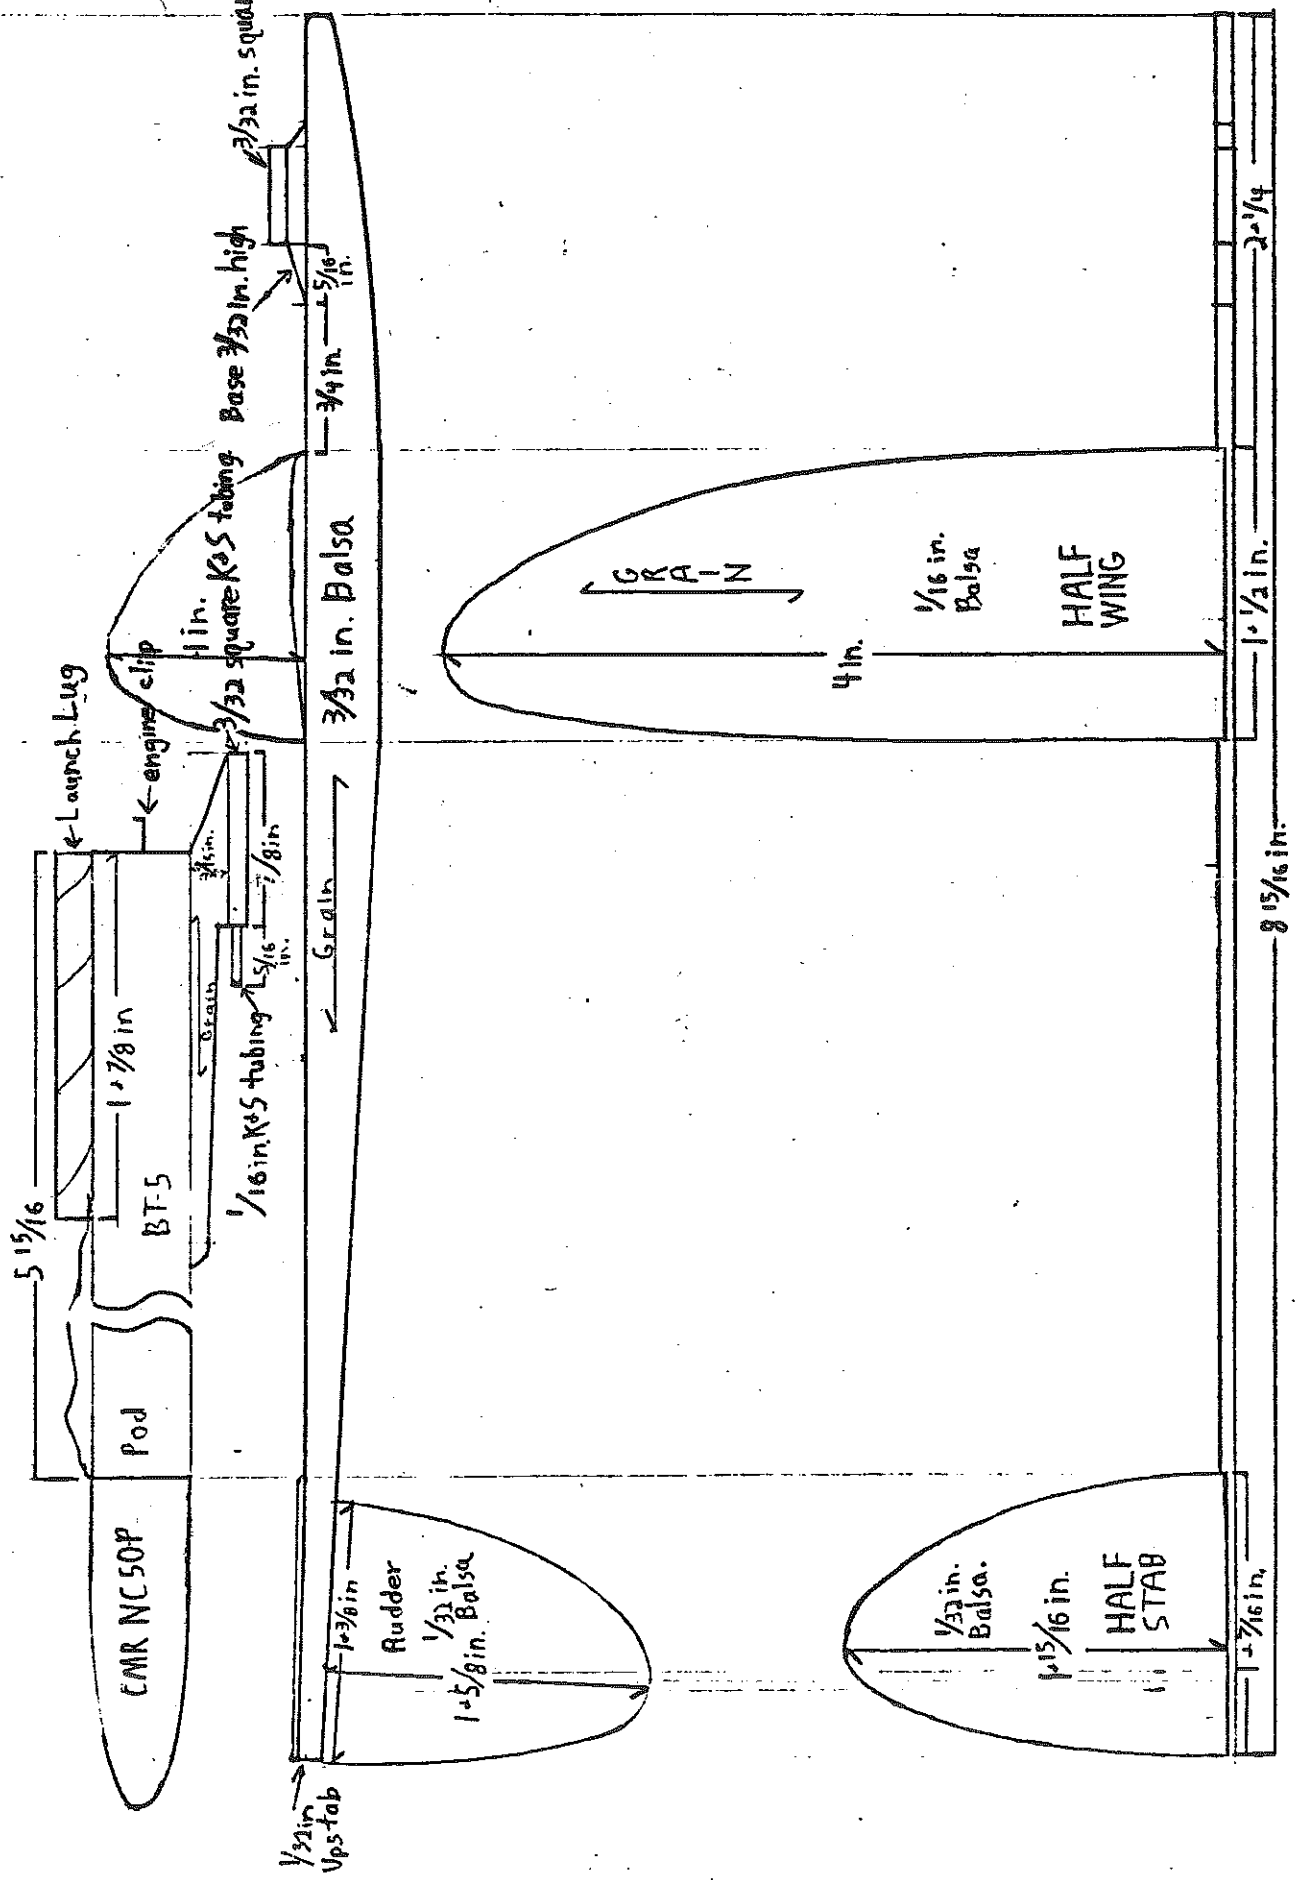 5 15/16
← Launch Lug
← engine clip
CMR NC50P
Pod
BT-5
1+7/8 in
Grain
3/16 in.
5/16
in.
7/8 in
1/16 in. K+S tubing
3/32 square K+S tubing
1 in.
Base 3/32 in. high
3/32 in. squa
1/32 in
Upstab
Grain
3/32 in. Balsa
3/4 in.
5/16
in.
1+3/8 in
Rudder
1/32 in.
Balsa
1+5/8 in.
1/32 in.
Balsa.
1+15/16 in.
HALF
STAB
GRAIN
4 in.
1/16 in.
Balsa
HALF
WING
1+7/16 in.
1+1/2 in.
2+1/4
8 15/16 in.